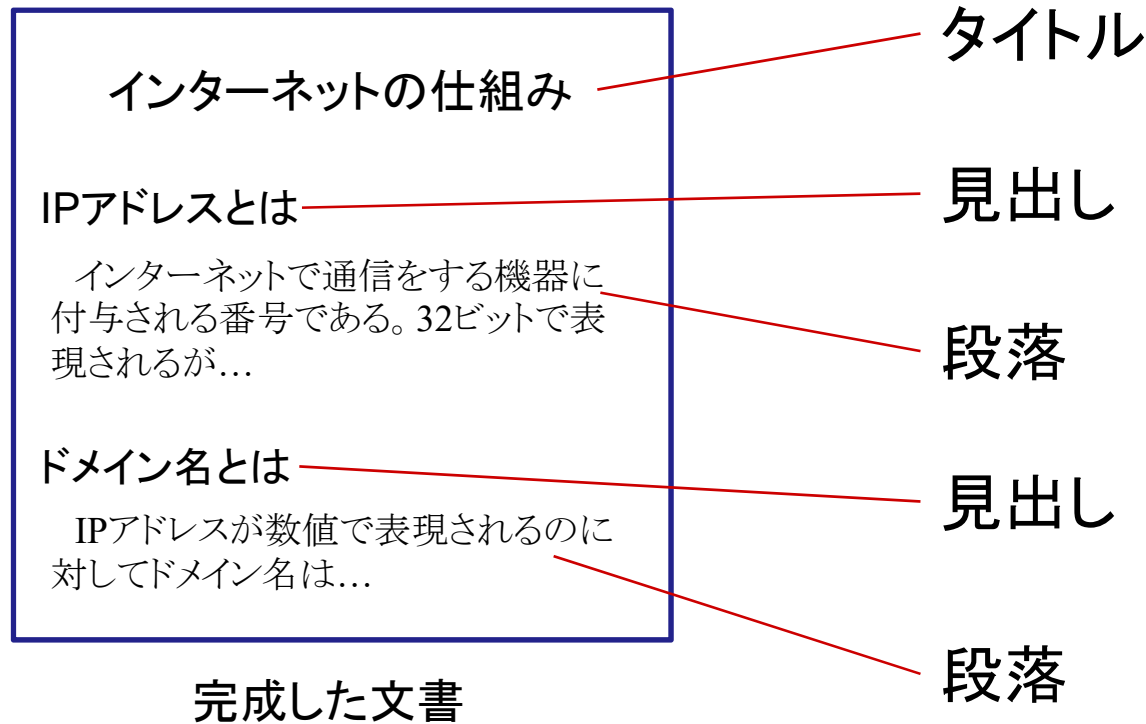 タイトル
インターネットの仕組み
見出し
IPアドレスとは
インターネットで通信をする機器に
付与される番号である。32ビットで表
現されるが…
段落
ドメイン名とは
見出し
IPアドレスが数値で表現されるのに
対してドメイン名は…
段落
完成した文書